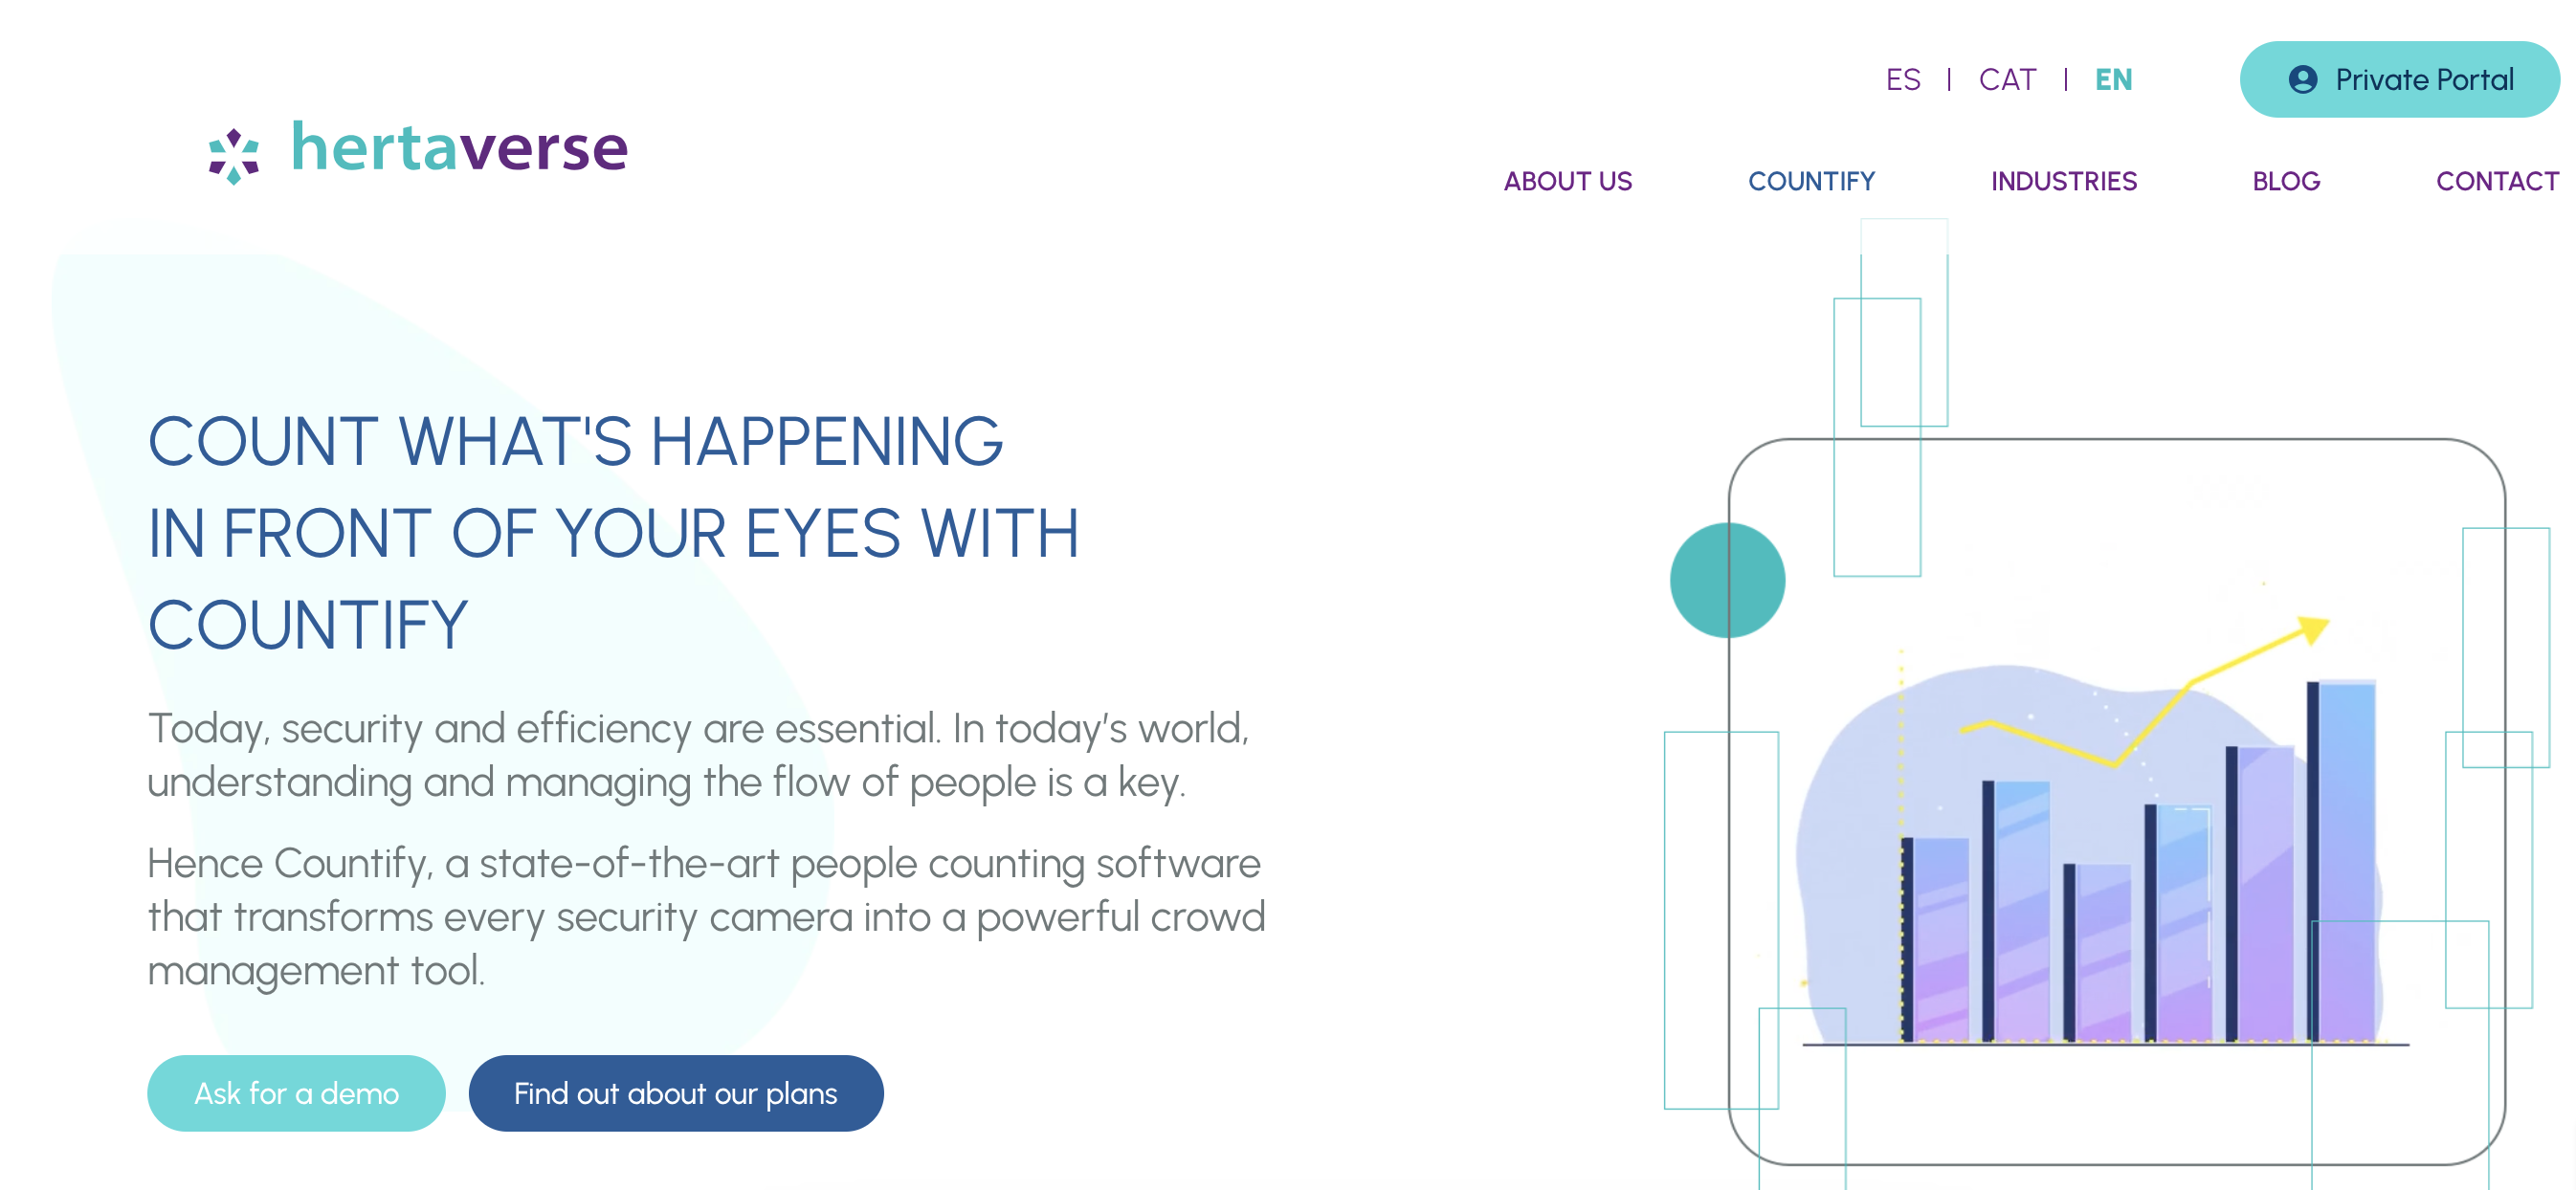 ES | CAT | EN
Private Portal
hertaverse
ABOUT US COUNTIFY INDUSTRIES BLOG CONTACT
COUNT WHAT'S HAPPENING
IN FRONT OF YOUR EYES WITH
COUNTIFY
Today, security and efficiency are essential. In today's world,
understanding and managing the flow of people is a key.
Hence Countify, a state-of-the-art people counting software
that transforms every security camera into a powerful crowd
management tool.
Ask for a demo
Find out about our plans